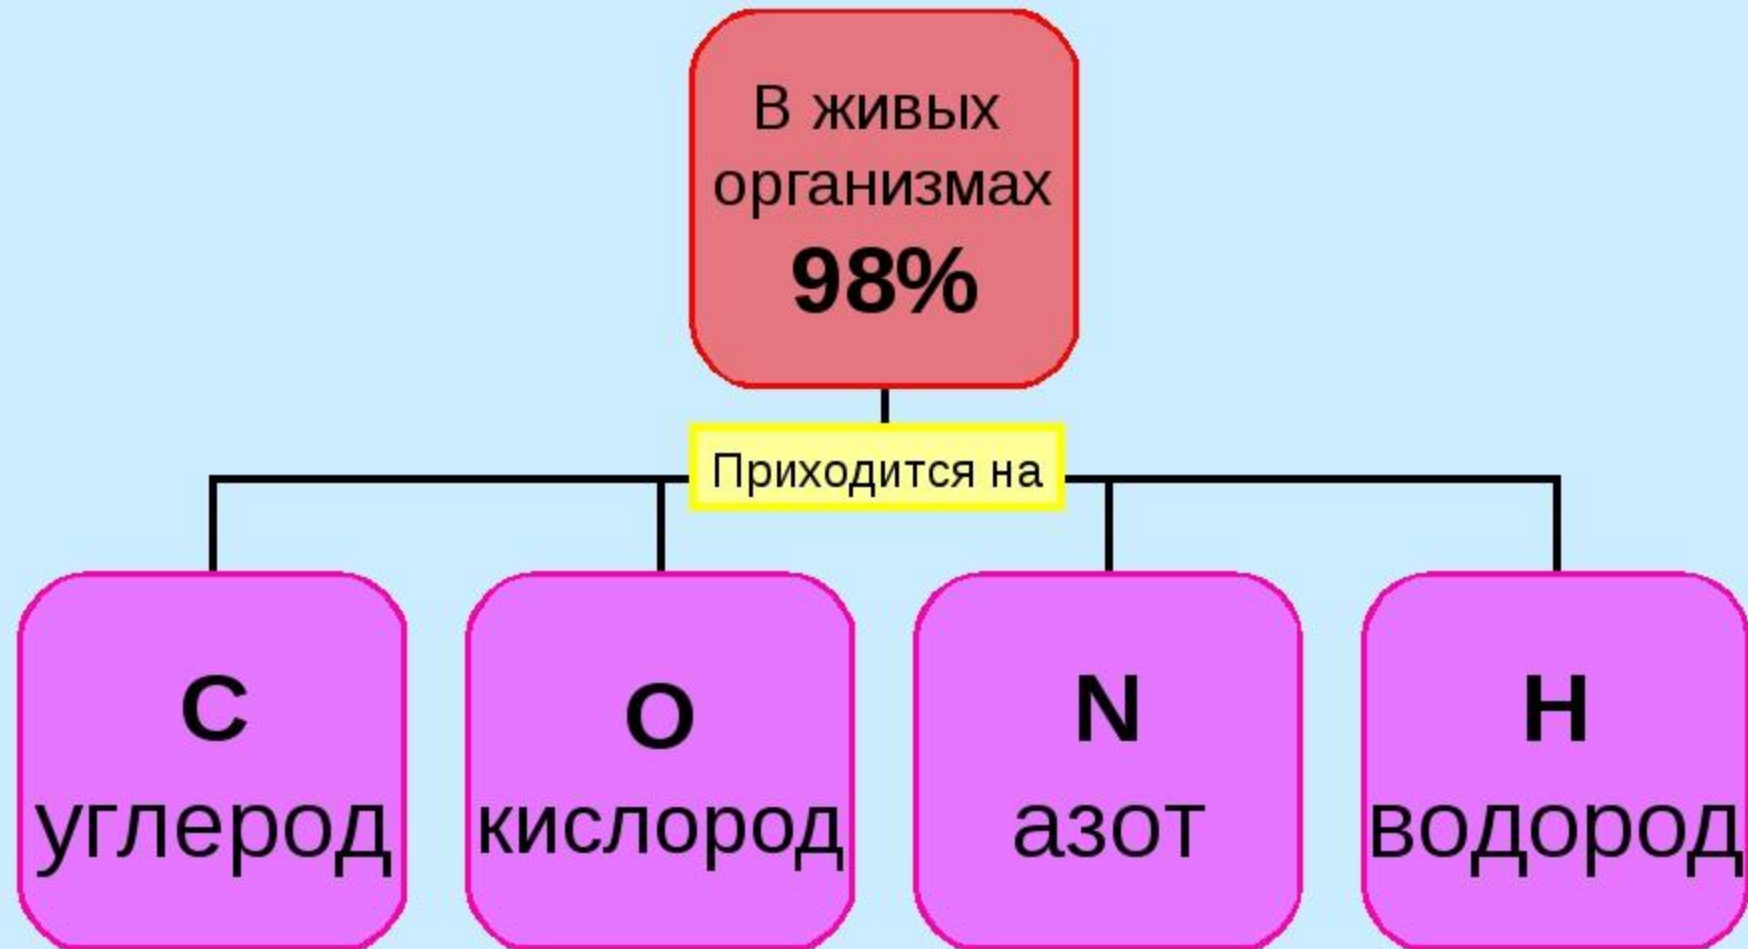 В живых
организмах
98%
Приходится на
C
углерод
O
кислород
N
азот
H
водород